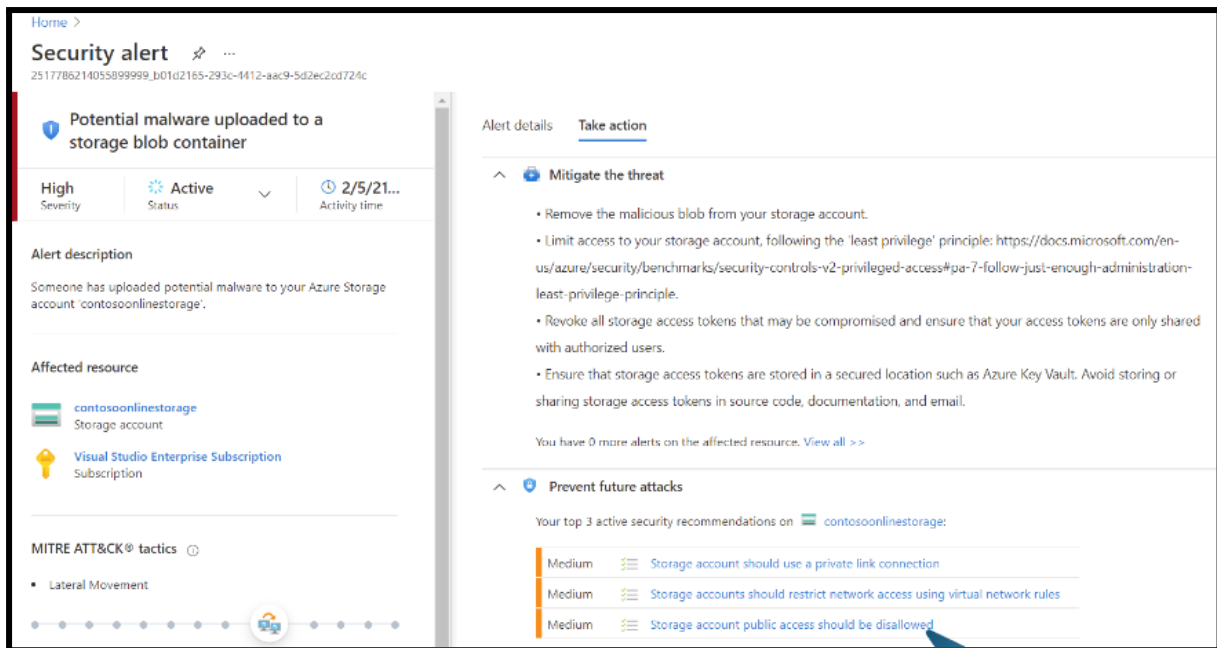 Home >
Security alert ...
2517786214055899999_b01d2165-293c-4412-aac9-5d2ec2cd724c
Potential malware uploaded to a
storage blob container
High
Severity
Active
Status
2/5/21...
Activity time
Alert description
Someone has uploaded potential malware to your Azure Storage
account 'contosoonlinestorage'.
Affected resource
contosoonlinestorage
Storage account
Visual Studio Enterprise Subscription
Subscription
MITRE ATT&CK® tactics
• Lateral Movement
Alert details Take action
Mitigate the threat
• Remove the malicious blob from your storage account.
• Limit access to your storage account, following the 'least privilege' principle: https://docs.microsoft.com/en-
us/azure/security/benchmarks/security-controls-v2-privileged-access#pa-7-follow-just-enough-administration-
least-privilege-principle.
• Revoke all storage access tokens that may be compromised and ensure that your access tokens are only shared
with authorized users.
• Ensure that storage access tokens are stored in a secured location such as Azure Key Vault. Avoid storing or
sharing storage access tokens in source code, documentation, and email.
You have 0 more alerts on the affected resource. View all >>
Prevent future attacks
Your top 3 active security recommendations on contosoonlinestorage:
Medium Storage account should use a private link connection
Medium Storage accounts should restrict network access using virtual network rules
Medium Storage account public access should be disallowed